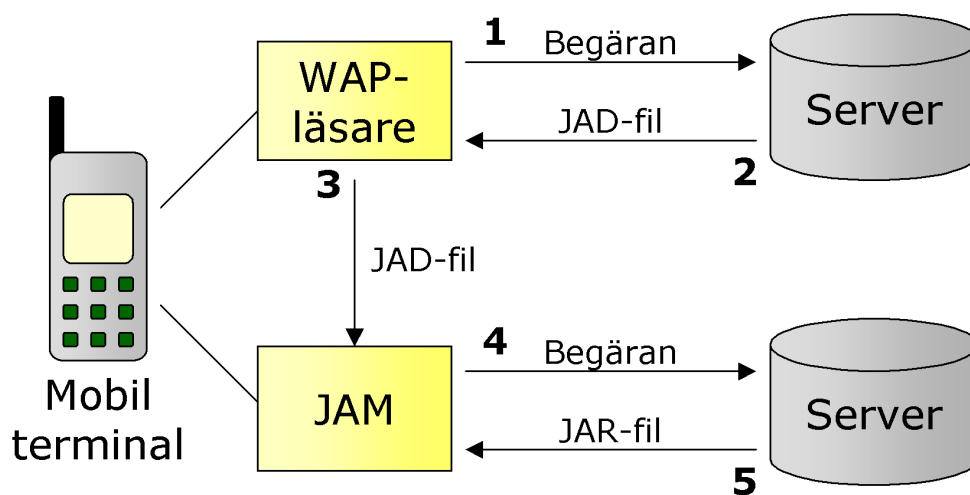 1
Begäran
WAP-
läsare
JAD-fil
2
Server
3
JAD-fil
Mobil
terminal
4
Begäran
JAM
JAR-fil
5
Server